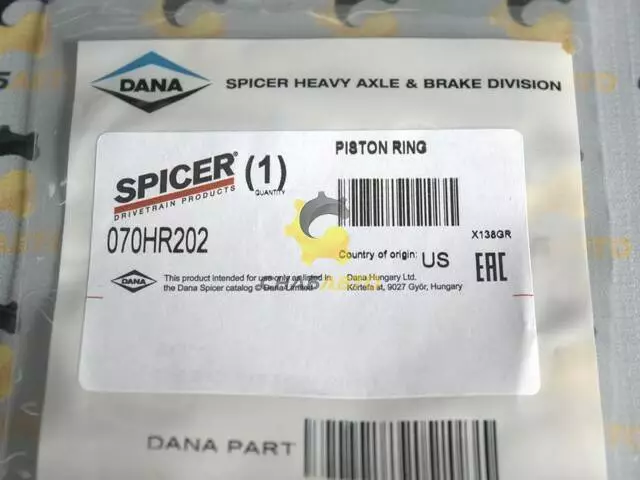 DANA
SPICER HEAVY AXLE & BRAKE DIVISION
SPICER®
DRIVETRAIN PRODUCTS
(1)
QUANTITY
PISTON RING
070HR202
X138GR
Country of origin: US
EAC
DANA
This product intended for use only as listed in
the Dana Spicer catalog © Dana Limited
Dana Hungary Ltd.
Körtefa út, 9027 Győr, Hungary
DANA PART